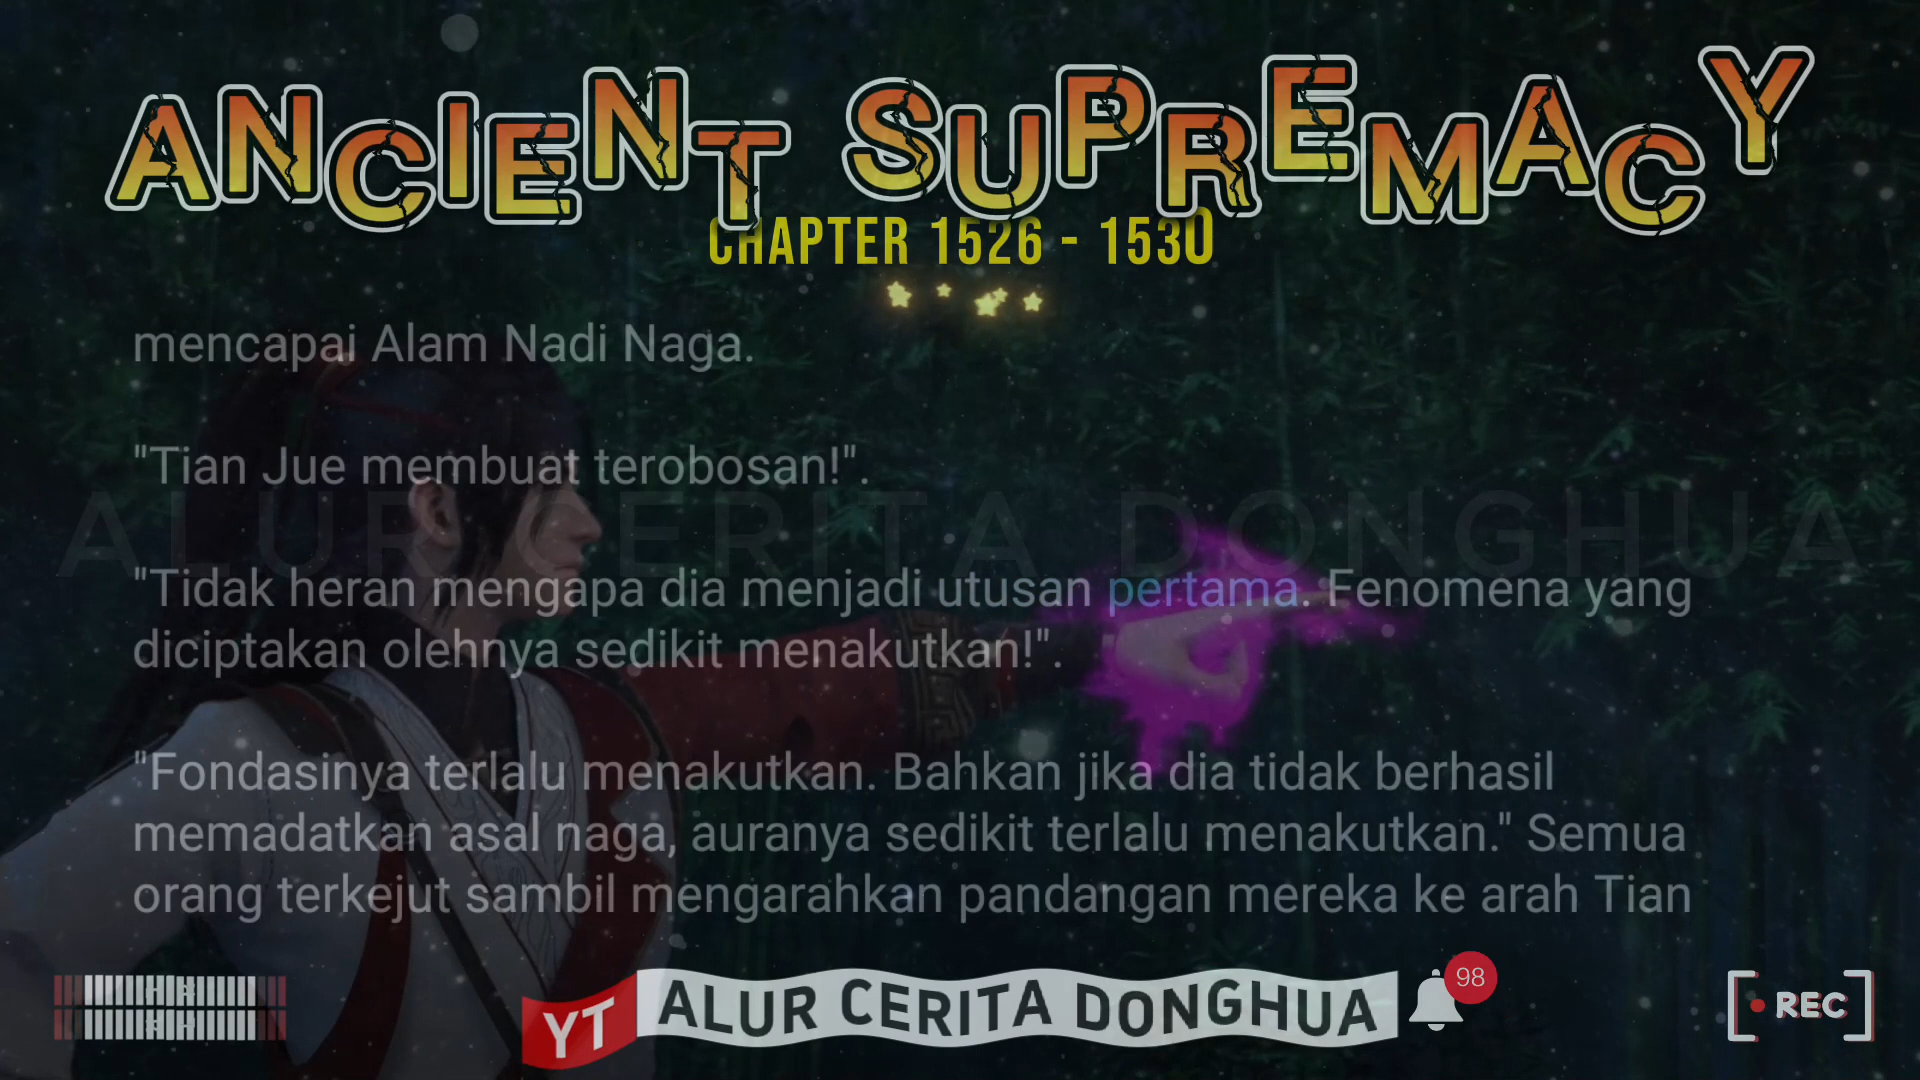 ANCIENT SUPREMACY
CHAPTER 1526 - 1530
mencapai Alam Nadi Naga.
"Tian Jue membuat terobosan!".
ALUR CERITA DONGHUA
"Tidak heran mengapa dia menjadi utusan pertama. Fenomena yang
diciptakan olehnya sedikit menakutkan!".
"Fondasinya terlalu menakutkan. Bahkan jika dia tidak berhasil
memadatkan asal naga, auranya sedikit terlalu menakutkan." Semua
orang terkejut sambil mengarahkan pandangan mereka ke arah Tian
YT ALUR CERITA DONGHUA 98
REC